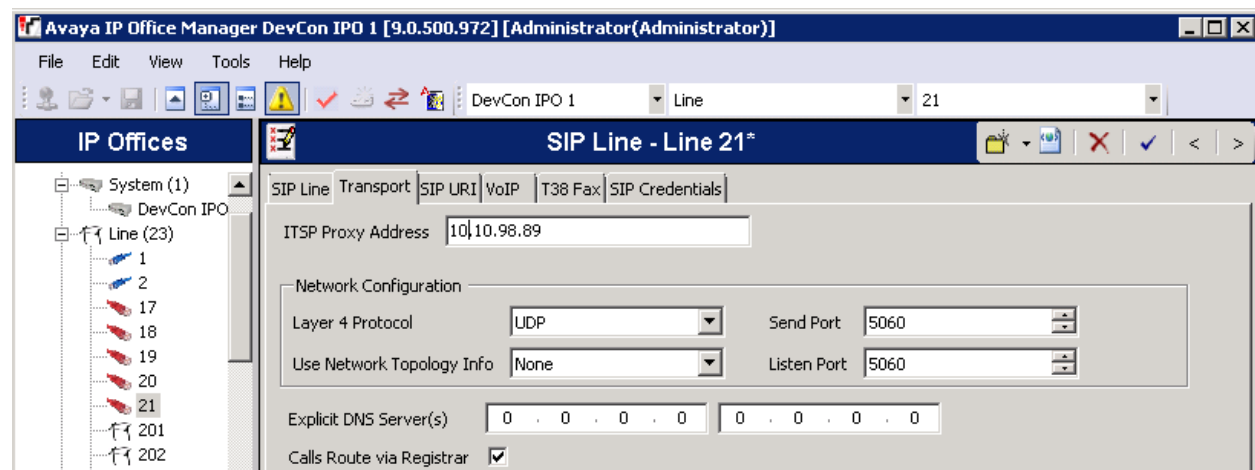 Avaya IP Office Manager DevCon IPO 1 [9.0.500.972] [Administrator(Administrator)]
File Edit View Tools Help
DevCon IPO 1 Line 21
IP Offices
SIP Line - Line 21*
System (1)
DevCon IPO
Line (23)
1
2
17
18
19
20
21
201
202
SIP Line Transport SIP URI VoIP T38 Fax SIP Credentials
ITSP Proxy Address 10.10.98.89
Network Configuration
Layer 4 Protocol UDP Send Port 5060
Use Network Topology Info None Listen Port 5060
Explicit DNS Server(s) 0 . 0 . 0 . 0 0 . 0 . 0 . 0
Calls Route via Registrar